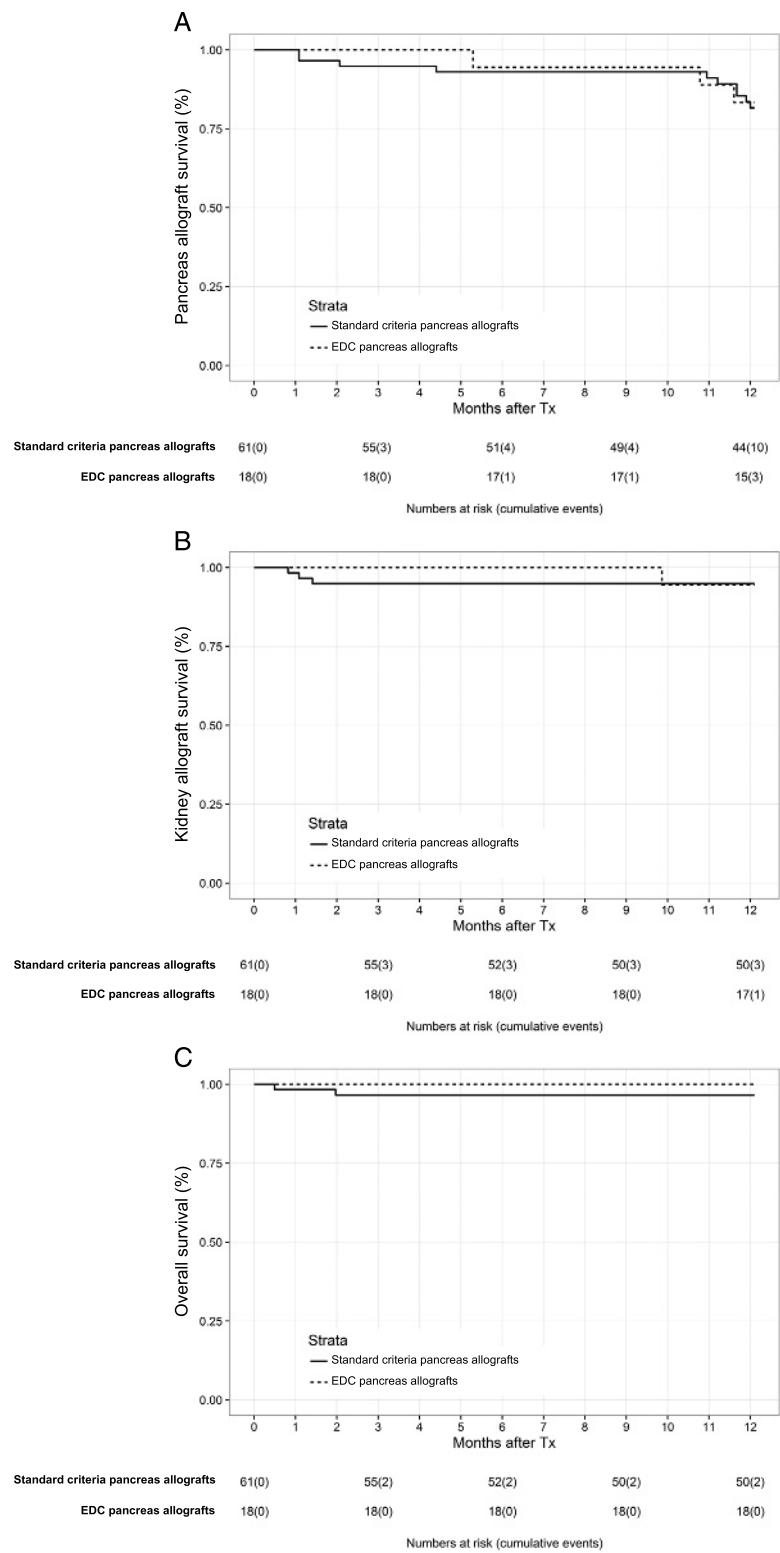 A
Pancreas allograft survival (%)
1.00
0.75
0.50
0.25
0.00
Strata
Standard criteria pancreas allografts
EDC pancreas allografts
0 1 2 3 4 5 6 7 8 9 10 11 12
Months after Tx
Standard criteria pancreas allografts 61(0) 55(3) 51(4) 49(4) 44(10)
EDC pancreas allografts 18(0) 18(0) 17(1) 17(1) 15(3)
Numbers at risk (cumulative events)
B
Kidney allograft survival (%)
1.00
0.75
0.50
0.25
0.00
Strata
Standard criteria pancreas allografts
EDC pancreas allografts
0 1 2 3 4 5 6 7 8 9 10 11 12
Months after Tx
Standard criteria pancreas allografts 61(0) 55(3) 52(3) 50(3) 50(3)
EDC pancreas allografts 18(0) 18(0) 18(0) 18(0) 17(1)
Numbers at risk (cumulative events)
C
Overall survival (%)
1.00
0.75
0.50
0.25
0.00
Strata
Standard criteria pancreas allografts
EDC pancreas allografts
0 1 2 3 4 5 6 7 8 9 10 11 12
Months after Tx
Standard criteria pancreas allografts 61(0) 55(2) 52(2) 50(2) 50(2)
EDC pancreas allografts 18(0) 18(0) 18(0) 18(0) 18(0)
Numbers at risk (cumulative events)